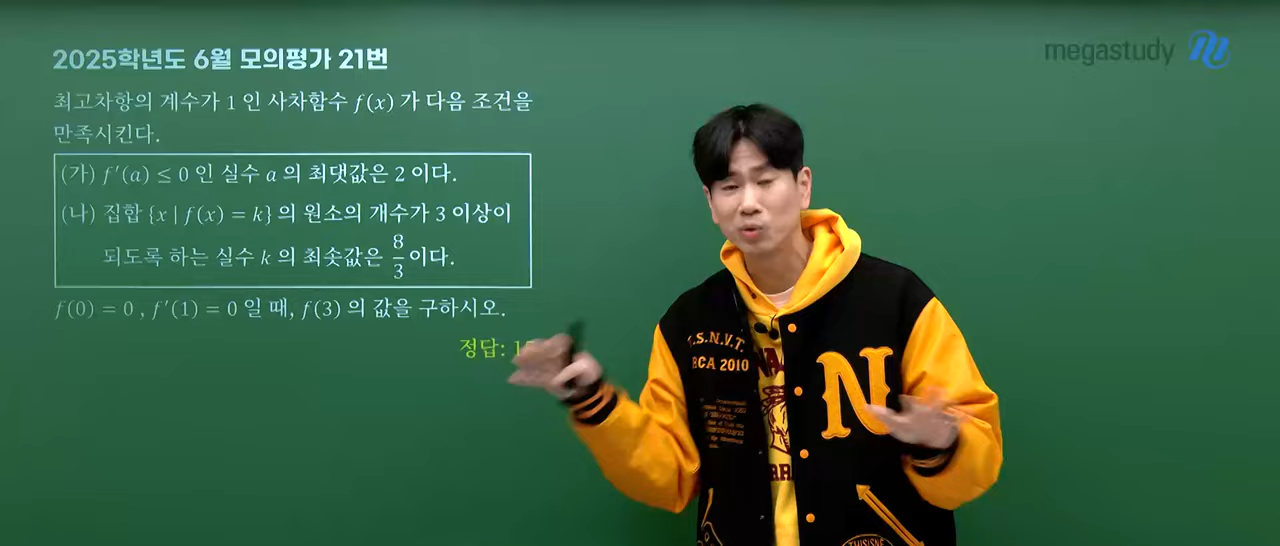 2025학년도 6월 모의평가 21번
megastudy
최고차항의 계수가 1 인 사차함수 f(x) 가 다음 조건을
만족시킨다.
(가) f′(a) ≤ 0 인 실수 a 의 최댓값은 2 이다.
(나) 집합 {x | f(x) = k} 의 원소의 개수가 3 이상이
되도록 하는 실수 k 의 최솟값은 8/3 이다.
f(0) = 0 , f′(1) = 0 일 때, f(3) 의 값을 구하시오.
정답:
.S.N.V.T.
RCA 2010
N